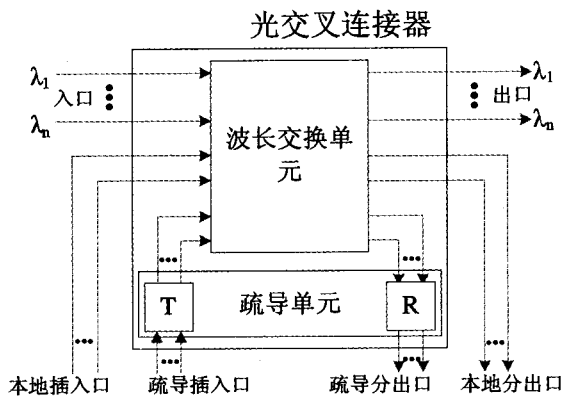 光交叉连接器
λ1
入口
λn
波长交换单元
λ1
出口
λn
T
疏导单元
R
本地插入口
疏导插入口
疏导分出口
本地分出口